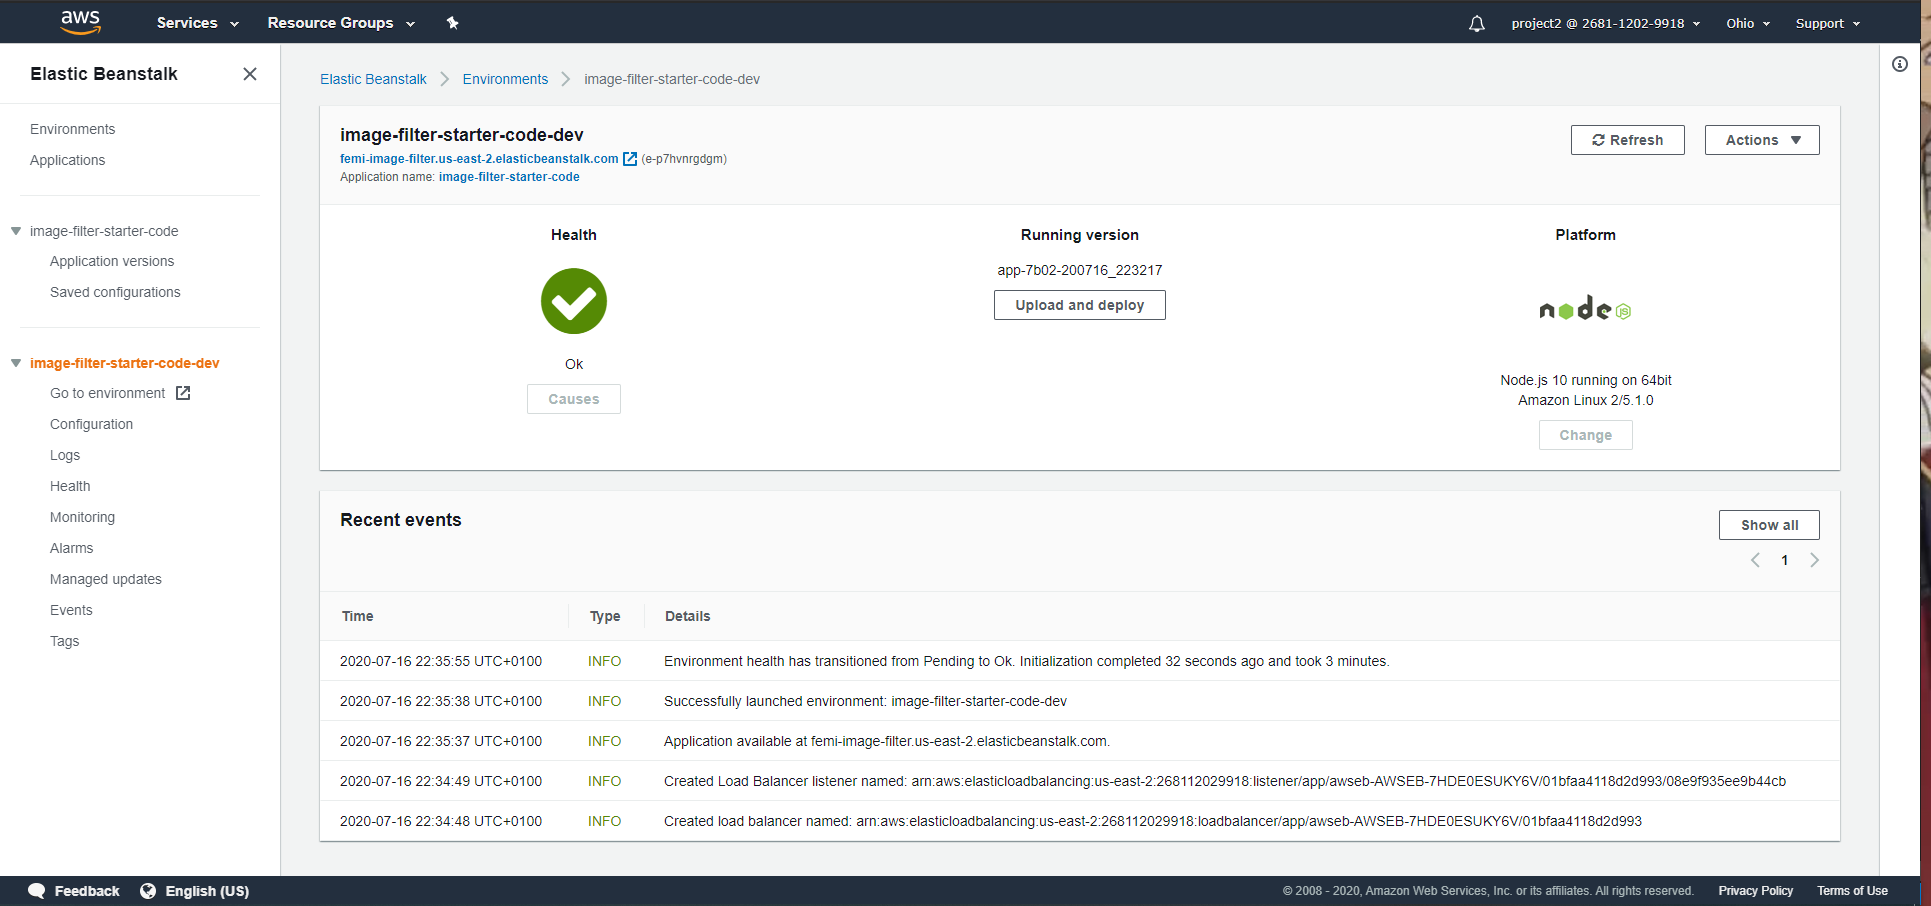 aws
Services
Resource Groups
project2 @ 2681-1202-9918
Ohio
Support
Elastic Beanstalk
Environments
Applications
image-filter-starter-code
Application versions
Saved configurations
image-filter-starter-code-dev
Go to environment
Configuration
Logs
Health
Monitoring
Alarms
Managed updates
Events
Tags
Elastic Beanstalk
Environments
image-filter-starter-code-dev
image-filter-starter-code-dev
femi-image-filter.us-east-2.elasticbeanstalk.com (e-p7hvnrgdgm)
Application name: image-filter-starter-code
Refresh
Actions
Health
Ok
Causes
Running version
app-7b02-200716_223217
Upload and deploy
Platform
node JS
Node.js 10 running on 64bit
Amazon Linux 2/5.1.0
Change
Recent events
Show all
1
Time Type Details
2020-07-16 22:35:55 UTC+0100 INFO Environment health has transitioned from Pending to Ok. Initialization completed 32 seconds ago and took 3 minutes.
2020-07-16 22:35:38 UTC+0100 INFO Successfully launched environment: image-filter-starter-code-dev
2020-07-16 22:35:37 UTC+0100 INFO Application available at femi-image-filter.us-east-2.elasticbeanstalk.com.
2020-07-16 22:34:49 UTC+0100 INFO Created Load Balancer listener named: arn:aws:elasticloadbalancing:us-east-2:268112029918:listener/app/awseb-AWSEB-7HDE0ESUKY6V/01bfaa4118d2d993/08e9f935ee9b44cb
2020-07-16 22:34:48 UTC+0100 INFO Created load balancer named: arn:aws:elasticloadbalancing:us-east-2:268112029918:loadbalancer/app/awseb-AWSEB-7HDE0ESUKY6V/01bfaa4118d2d993
Feedback
English (US)
© 2008 - 2020, Amazon Web Services, Inc. or its affiliates. All rights reserved.
Privacy Policy
Terms of Use